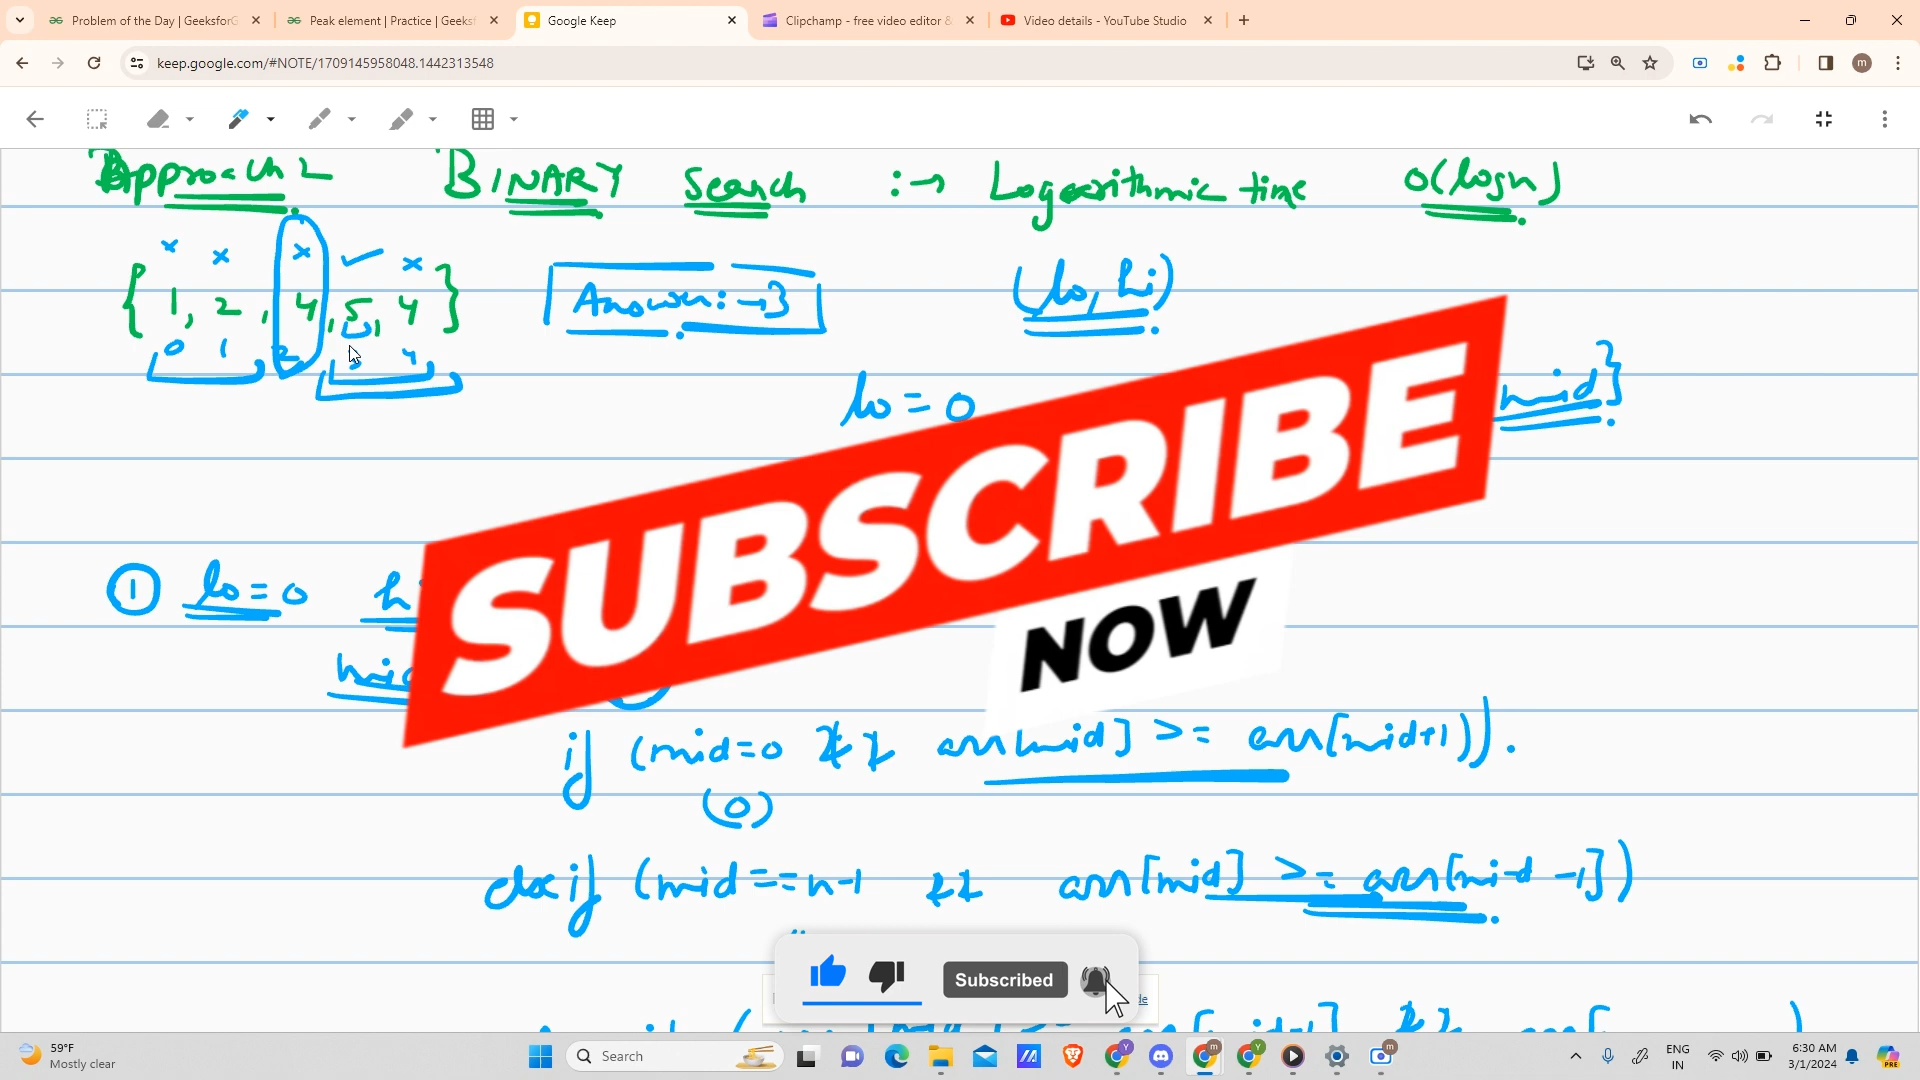 Problem of the Day | GeeksforG
Peak element | Practice | Geeks
Google Keep
Clipchamp - free video editor &
Video details - YouTube Studio
keep.google.com/#NOTE/1709145958048.1442313548
Approach 2 BINARY Search :→ Logarithmic time O(logn)
{ 1, 2, 4, 5, 4 }
0 1 2 3 4
Answer:→3
(lo, hi)
lo = 0
mid}
SUBSCRIBE
NOW
① lo = 0 h
mid
if (mid=0 && arr[mid] >= arr[mid+1)).
(0)
else if (mid==n-1 && arr[mid] >= arr[mid -1])
Subscribed
59°F
Mostly clear
Search
ENG
IN
6:30 AM
3/1/2024
PRE